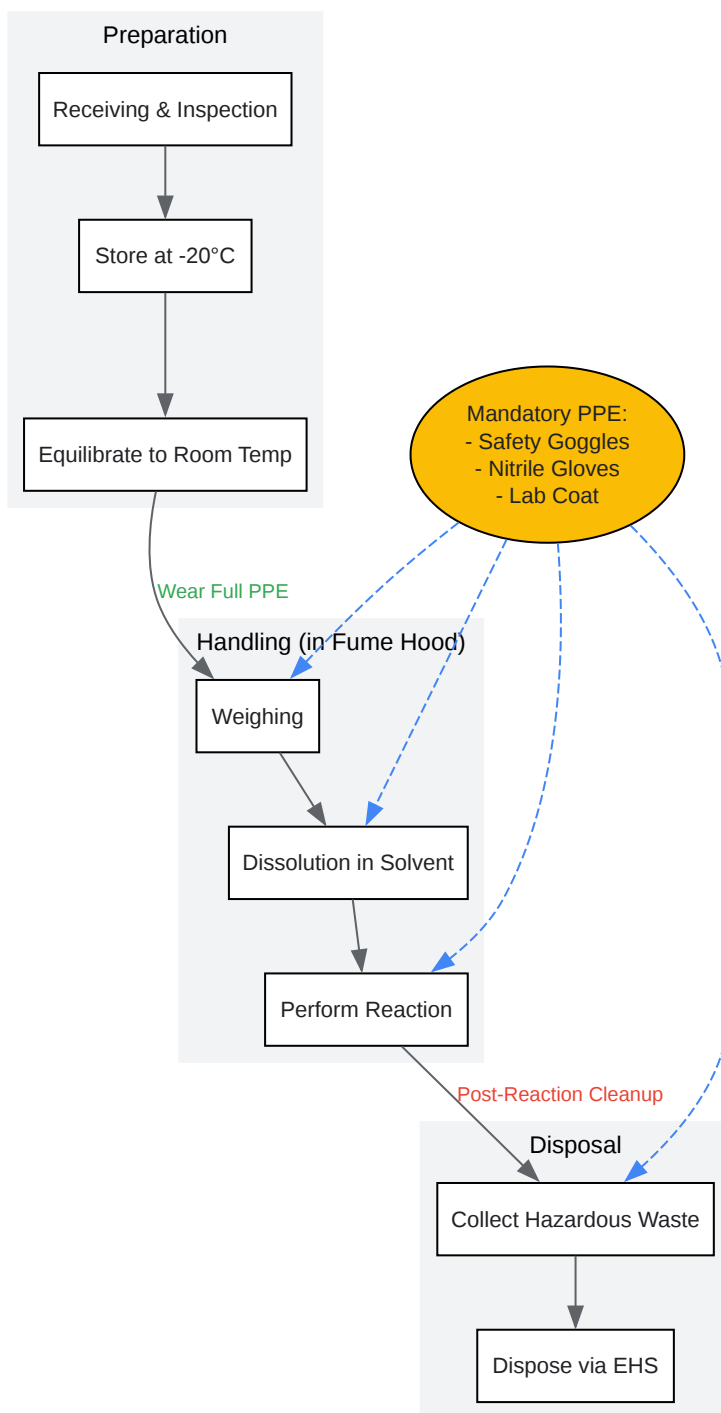 Preparation
Receiving & Inspection
Store at -20°C
Equilibrate to Room Temp
Mandatory PPE:
- Safety Goggles
- Nitrile Gloves
- Lab Coat
Wear Full PPE
Handling (in Fume Hood)
Weighing
Dissolution in Solvent
Perform Reaction
Post-Reaction Cleanup
Disposal
Collect Hazardous Waste
Dispose via EHS